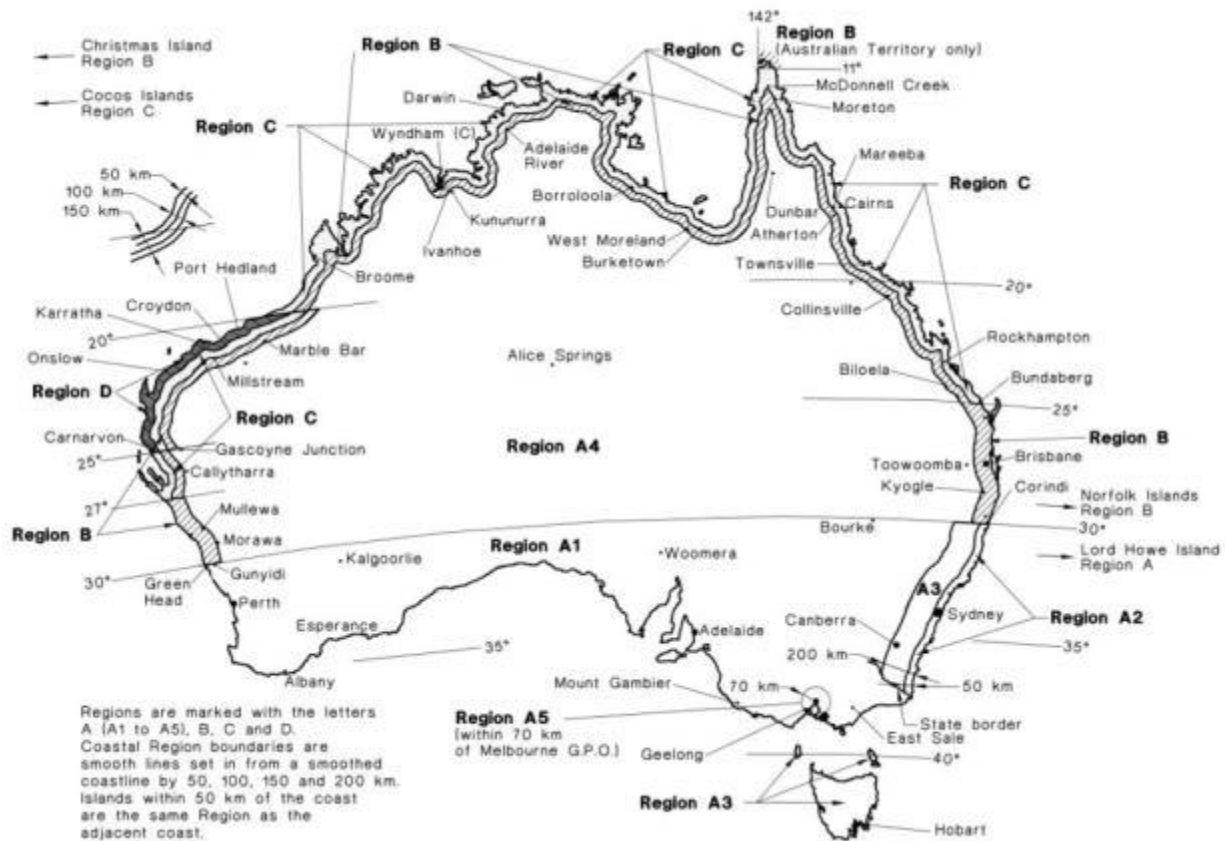 142°
Region B
(Australian Territory only)
11°
Region B
Region C
Christmas Island
Region B
Cocos Islands
Region C
McDonnell Creek
Moreton
Darwin
Region C
Wyndham (C)
Adelaide
River
Mareeba
50 km
100 km
150 km
Region C
Borroloola
Cairns
Kununurra
Dunbar
Ivanhoe
West Moreland
Atherton
Burketown
Townsville
Port Hedland
Broome
20°
Collinsville
Croydon
Karratha
20°
Marble Bar
Rockhampton
Onslow
Alice Springs
Millstream
Biloela
Region D
Bundaberg
25°
Region C
Carnarvon
Gascoyne Junction
Region A4
Region B
25°
Callytharra
Toowoomba
Brisbane
Kyogle
Corindi
27°
Norfolk Islands
Region B
Mullewa
Bourke
30°
Region B
Morawa
Region A1
Woomera
Kalgoorlie
Lord Howe Island
Region A
30°
Gunyidi
Green
Head
A3
Perth
Sydney
Region A2
Esperance
Canberra
Adelaide
35°
35°
200 km
Albany
Mount Gambier
70 km
50 km
Regions are marked with the letters
A (A1 to A5), B, C and D.
Coastal Region boundaries are
smooth lines set in from a smoothed
coastline by 50, 100, 150 and 200 km.
Islands within 50 km of the coast
are the same Region as the
adjacent coast.
Region A5
(within 70 km
of Melbourne G.P.O.)
State border
East Sale
Geelong
40°
Region A3
Hobart